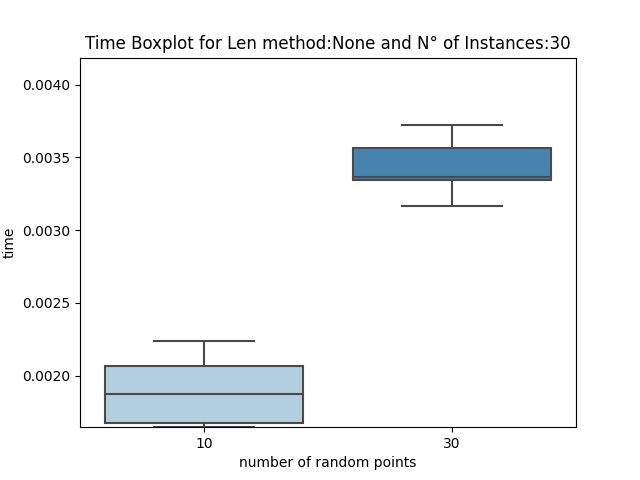 Time Boxplot for Len method:None and N° of Instances:30
0.0040
0.0035
0.0030
0.0025
0.0020
time
10
30
number of random points